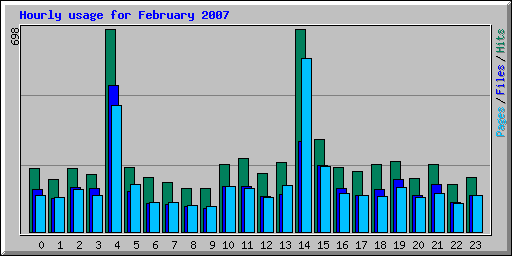 Hourly usage for February 2007
698
Pages / Files / Hits
0 1 2 3 4 5 6 7 8 9 10 11 12 13 14 15 16 17 18 19 20 21 22 23